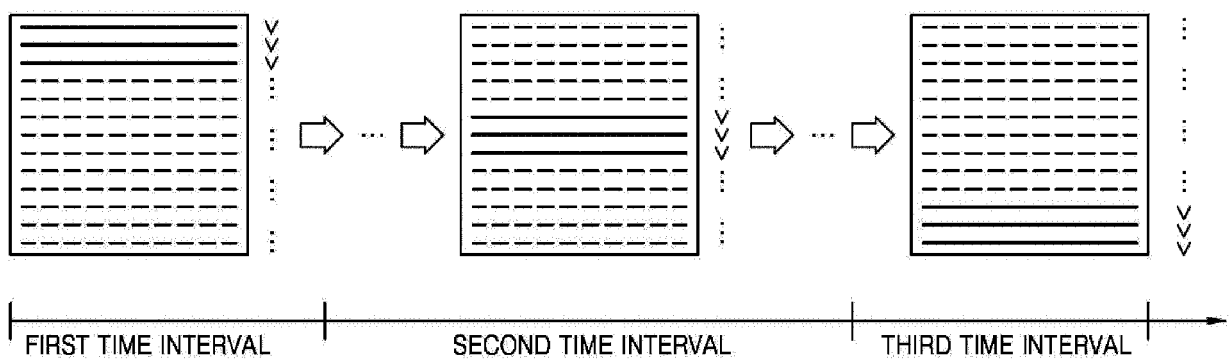 FIRST TIME INTERVAL
SECOND TIME INTERVAL
THIRD TIME INTERVAL